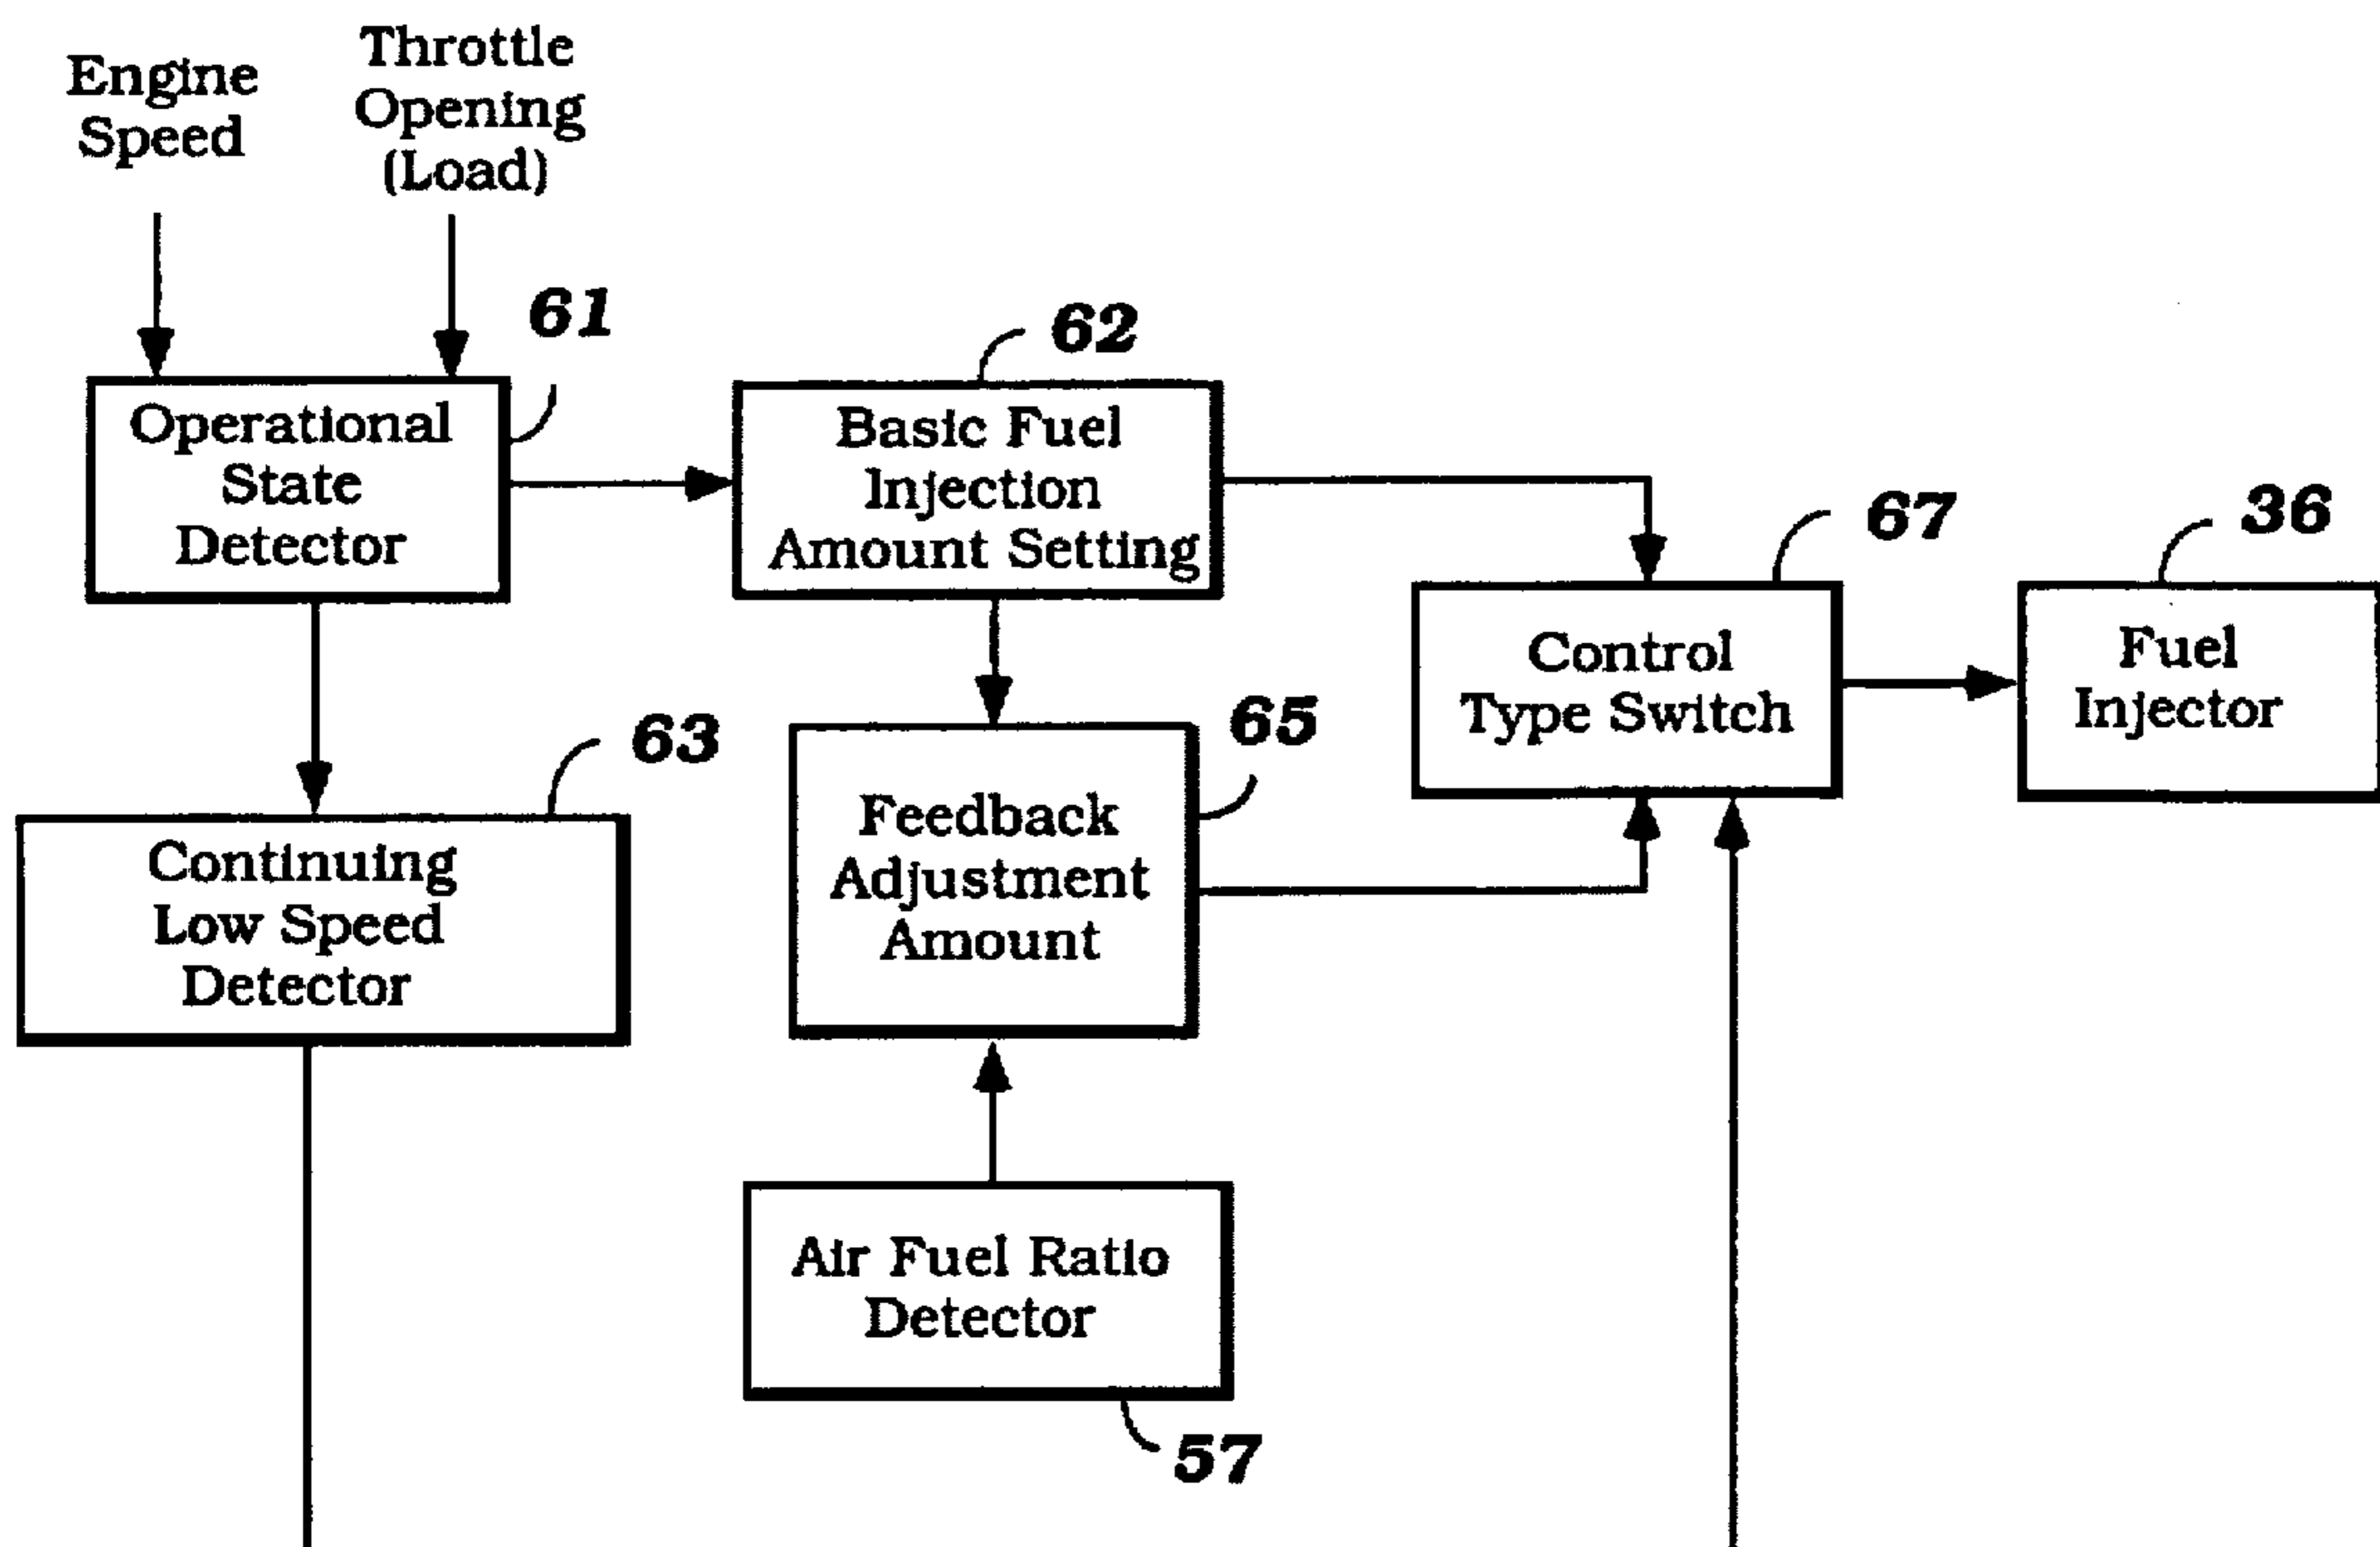 Engine
Speed
Throttle
Opening
(Load)
61
62
Operational
State
Detector
Basic Fuel
Injection
Amount Setting
67
36
Control
Type Switch
Fuel
Injector
63
65
Continuing
Low Speed
Detector
Feedback
Adjustment
Amount
Air Fuel Ratio
Detector
57